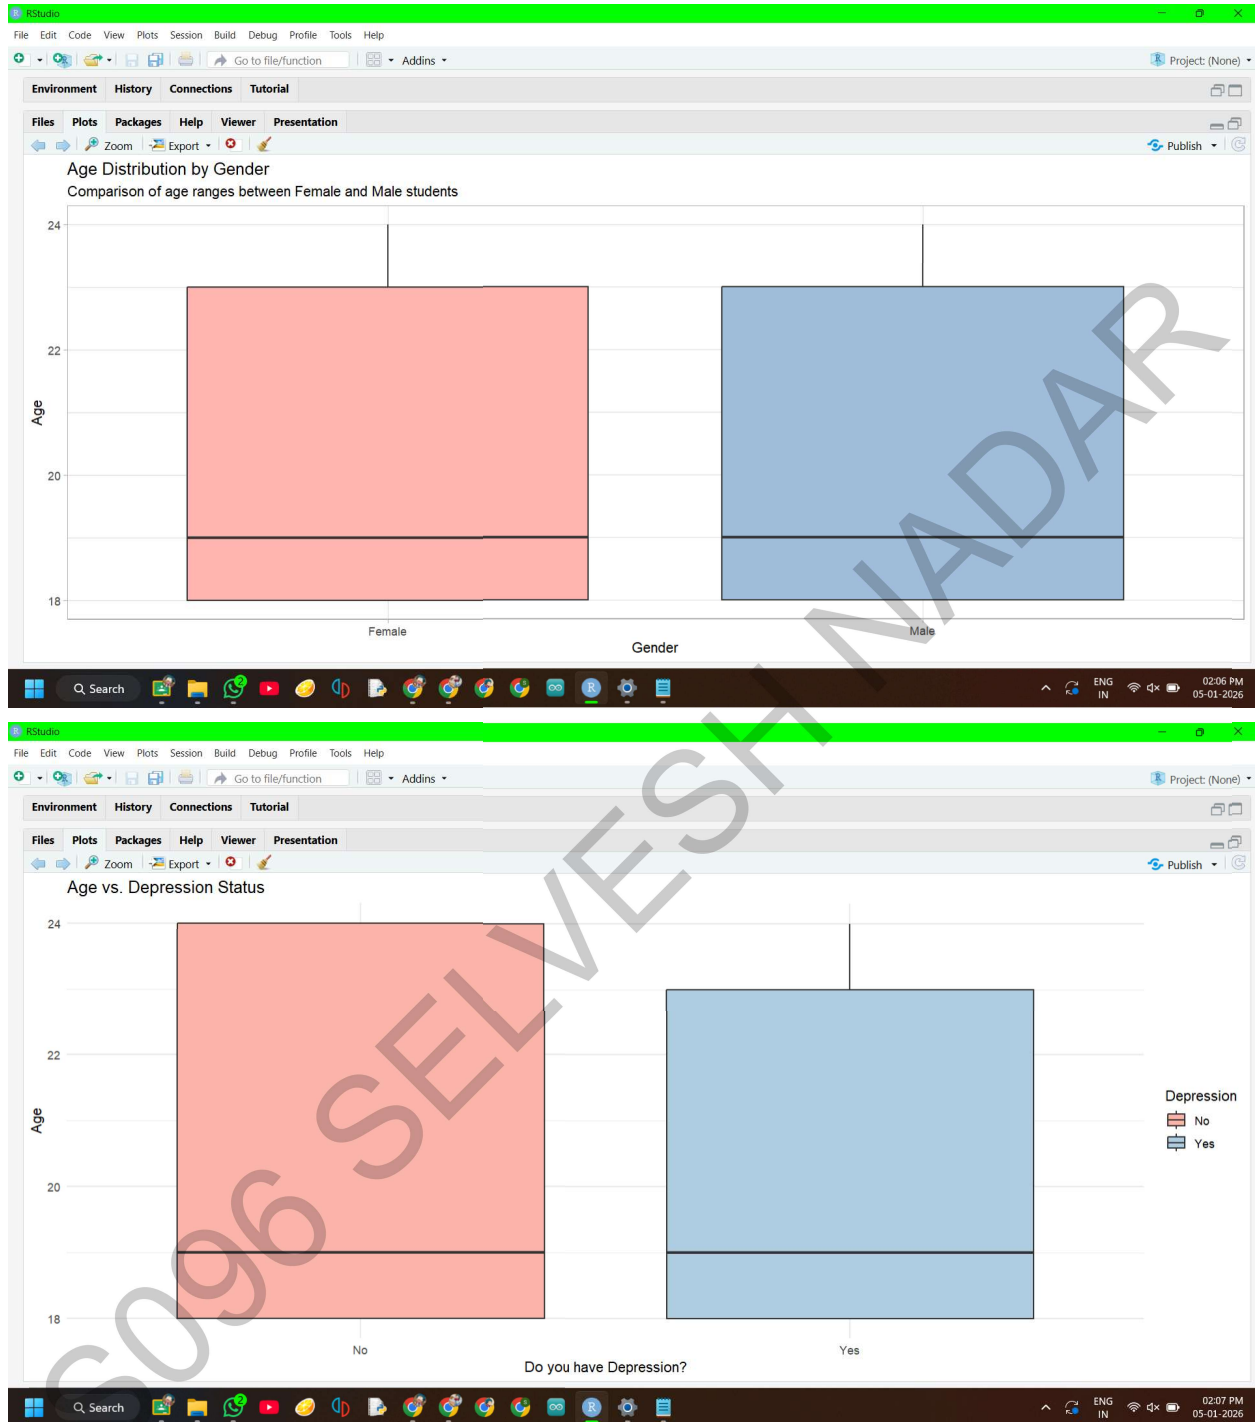 RStudio
File Edit Code View Plots Session Build Debug Profile Tools Help
Go to file/function Addins Project: (None)
Environment History Connections Tutorial
Files Plots Packages Help Viewer Presentation
Zoom Export Publish
Age Distribution by Gender
Comparison of age ranges between Female and Male students
24
22
Age
20
18
Female Male
Gender
Search ENG IN 02:06 PM 05-01-2026
RStudio
File Edit Code View Plots Session Build Debug Profile Tools Help
Go to file/function Addins Project: (None)
Environment History Connections Tutorial
Files Plots Packages Help Viewer Presentation
Zoom Export Publish
Age vs. Depression Status
24
22
Age
20
18
Depression
No
Yes
No Yes
Do you have Depression?
Search ENG IN 02:07 PM 05-01-2026
S096 SELVESH NADAR